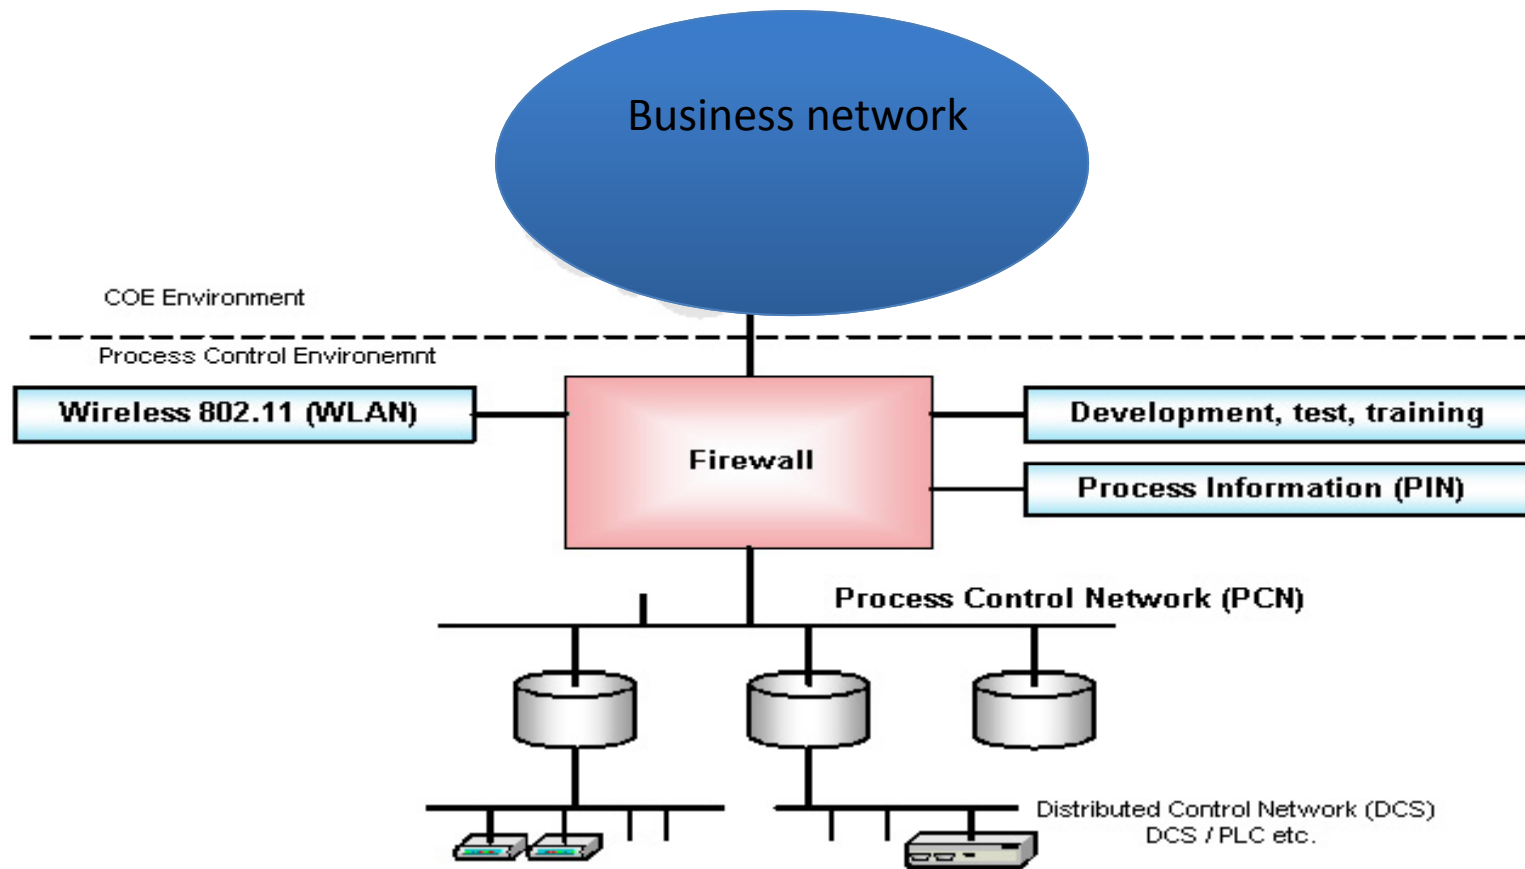 Business network
COE Environment
Process Control Environemnt
Wireless 802.11 (WLAN)
Firewall
Development, test, training
Process Information (PIN)
Process Control Network (PCN)
Distributed Control Network (DCS)
DCS / PLC etc.